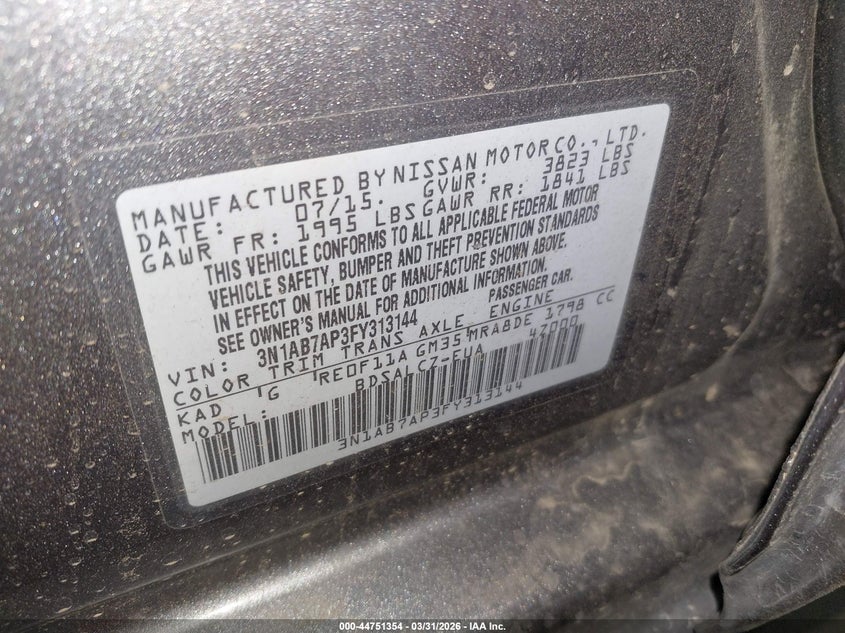 MANUFACTURED BY NISSAN MOTOR CO., LTD.
DATE: 07/15. GVWR: 3823 LBS
GAWR FR: 1995 LBS GAWR RR: 1841 LBS
THIS VEHICLE CONFORMS TO ALL APPLICABLE FEDERAL MOTOR
VEHICLE SAFETY, BUMPER AND THEFT PREVENTION STANDARDS
IN EFFECT ON THE DATE OF MANUFACTURE SHOWN ABOVE.
SEE OWNER'S MANUAL FOR ADDITIONAL INFORMATION.
VIN: 3N1AB7AP3FY313144 PASSENGER CAR.
COLOR TRIM TRANS AXLE ENGINE
KAD G RE0F11A GM35 MRA8DE 1798 CC
MODEL: BDSALCZ-EUA 47000
3N1AB7AP3FY313144
000-44751354 - 03/31/2026 - IAA Inc.